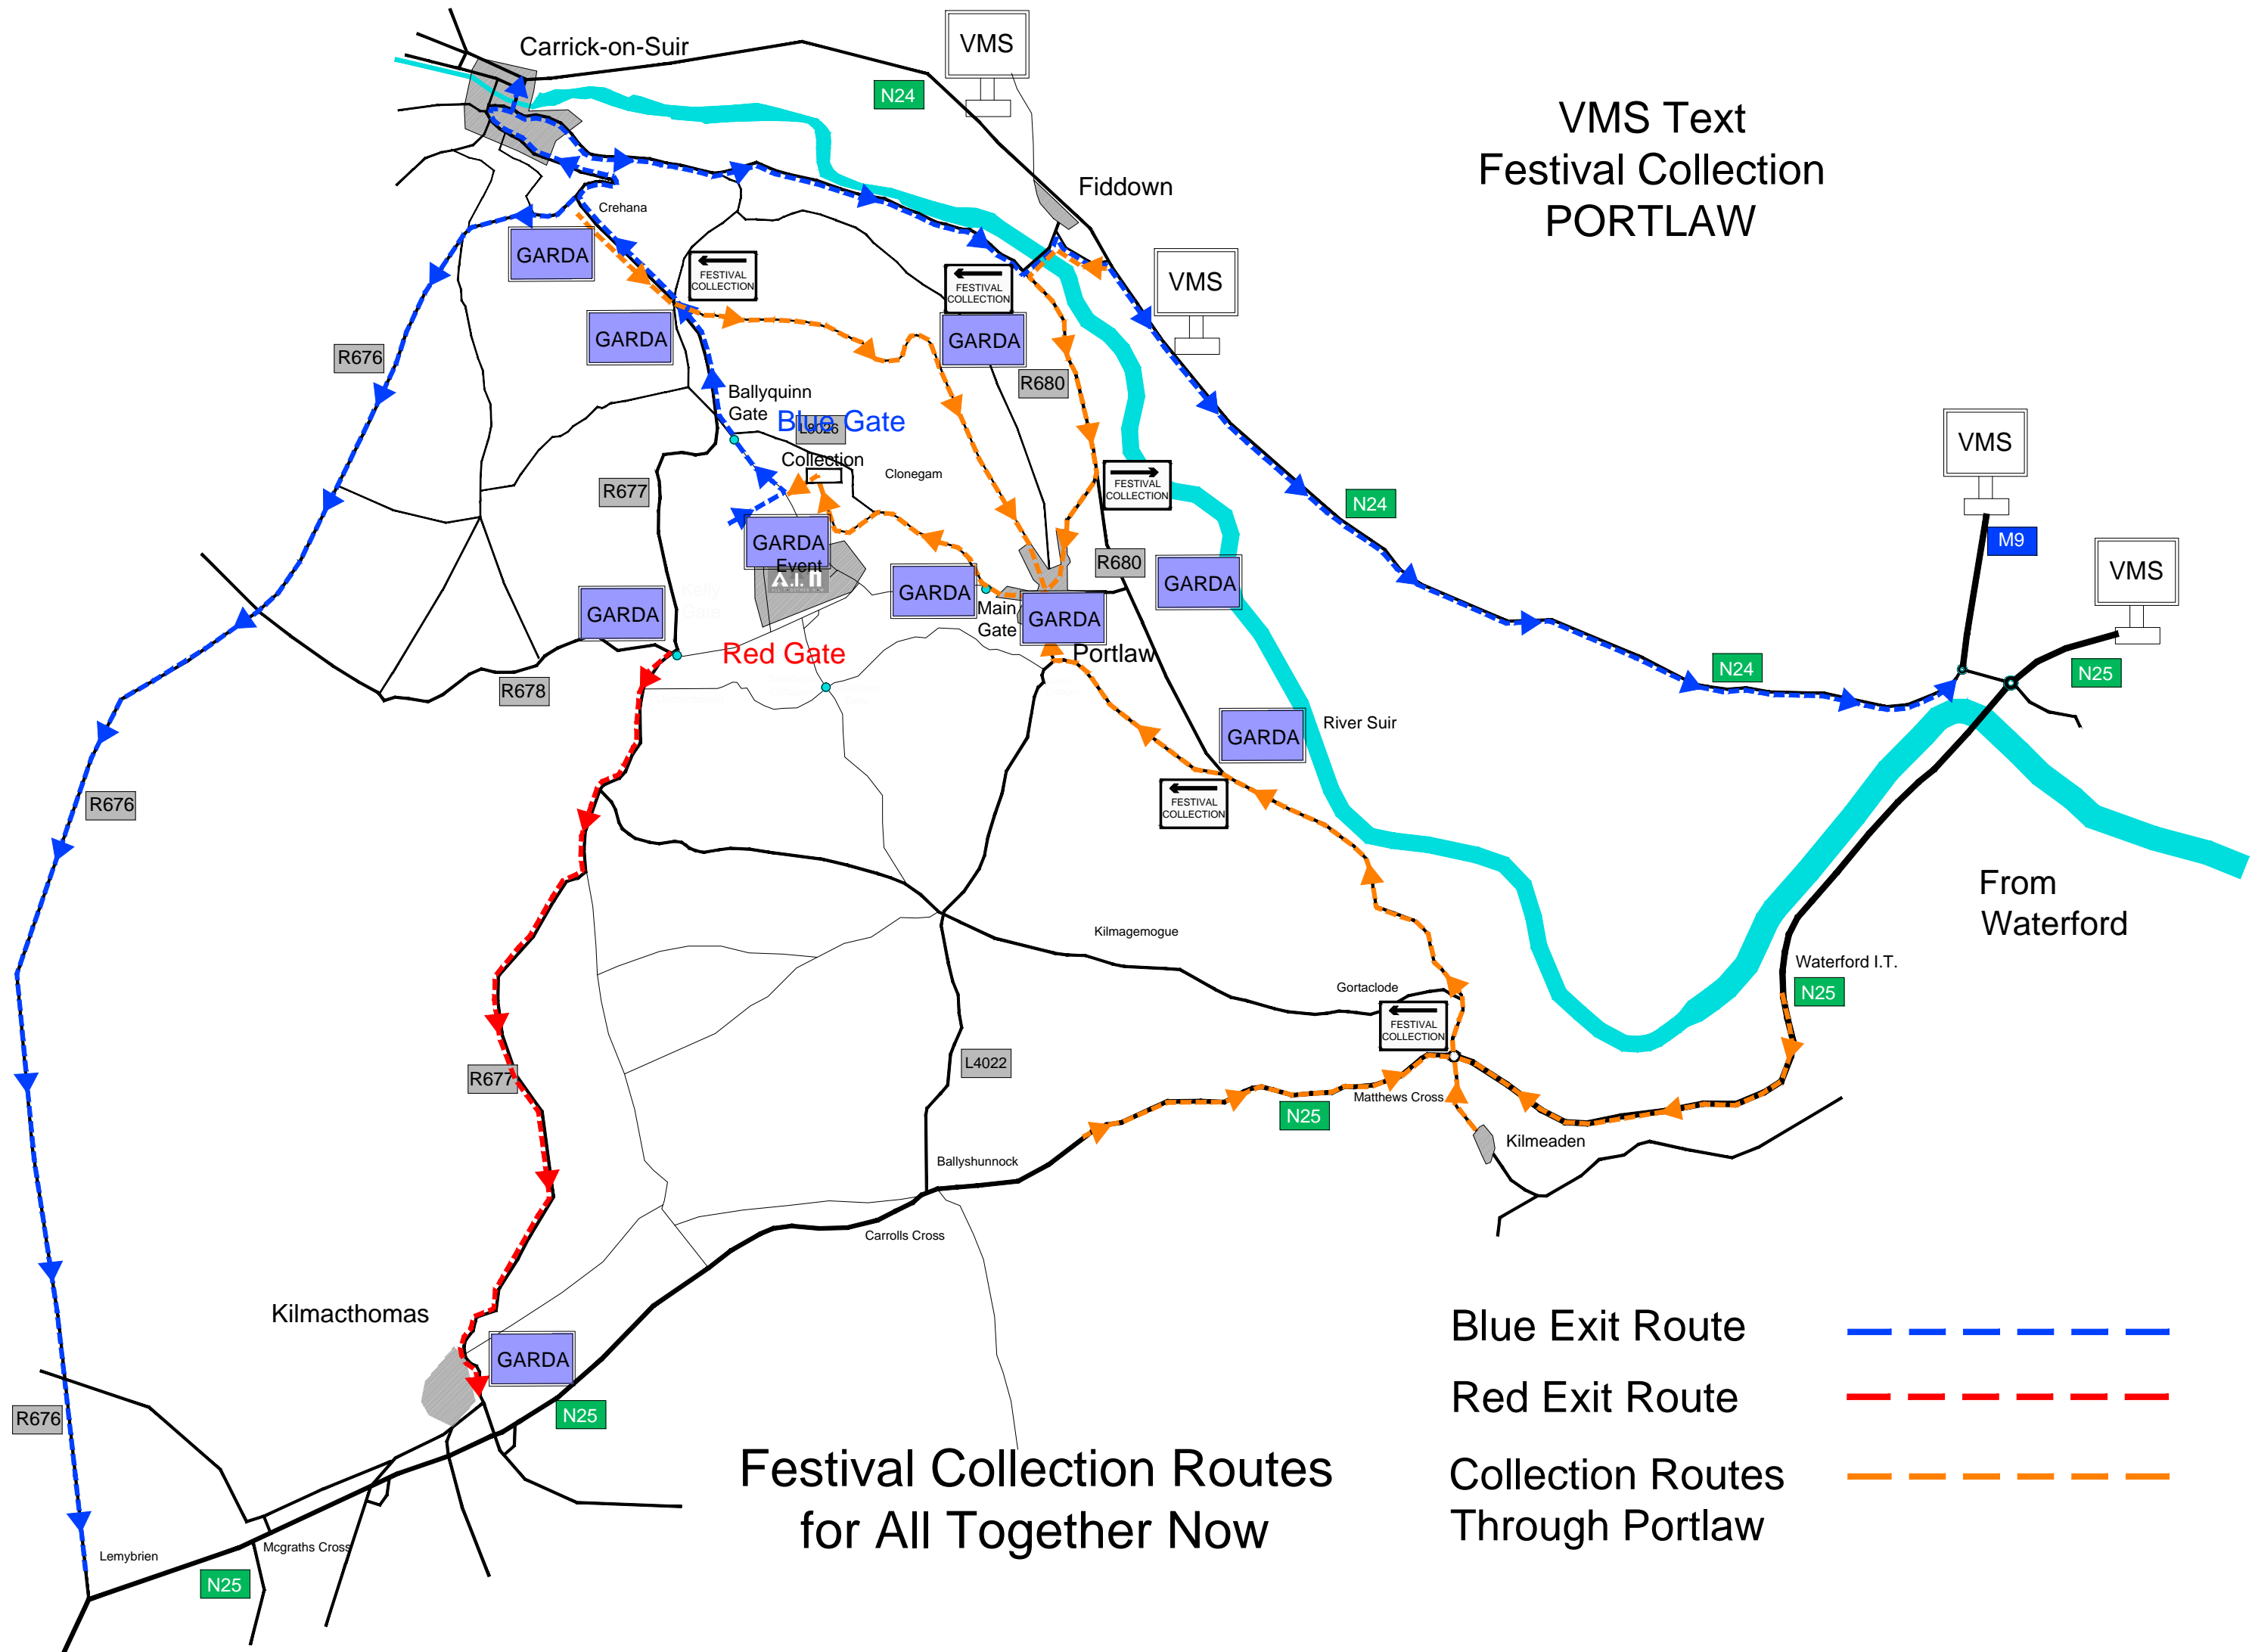 Carrick-on-Suir
VMS
N24
VMS Text
Festival Collection
PORTLAW
Fiddown
Crehana
GARDA
FESTIVAL
COLLECTION
FESTIVAL
COLLECTION
VMS
GARDA
GARDA
R676
R680
Ballyquinn
Gate
Blue Gate
L8026
Collection
Clonegam
R677
FESTIVAL
COLLECTION
N24
VMS
M9
VMS
GARDA
Event
A.I.N
R680
GARDA
GARDA
GARDA
Main
Gate
GARDA
Portlaw
Red Gate
R678
N24
N25
GARDA
River Suir
R676
FESTIVAL
COLLECTION
From
Waterford
Kilmagemogue
Waterford I.T.
N25
Gortaclode
FESTIVAL
COLLECTION
R677
L4022
Matthews Cross
N25
Kilmeaden
Ballyshunnock
Carrolls Cross
Kilmacthomas
GARDA
N25
R676
Mcgraths Cross
Lemybrien
N25
Festival Collection Routes
for All Together Now
Blue Exit Route
Red Exit Route
Collection Routes
Through Portlaw